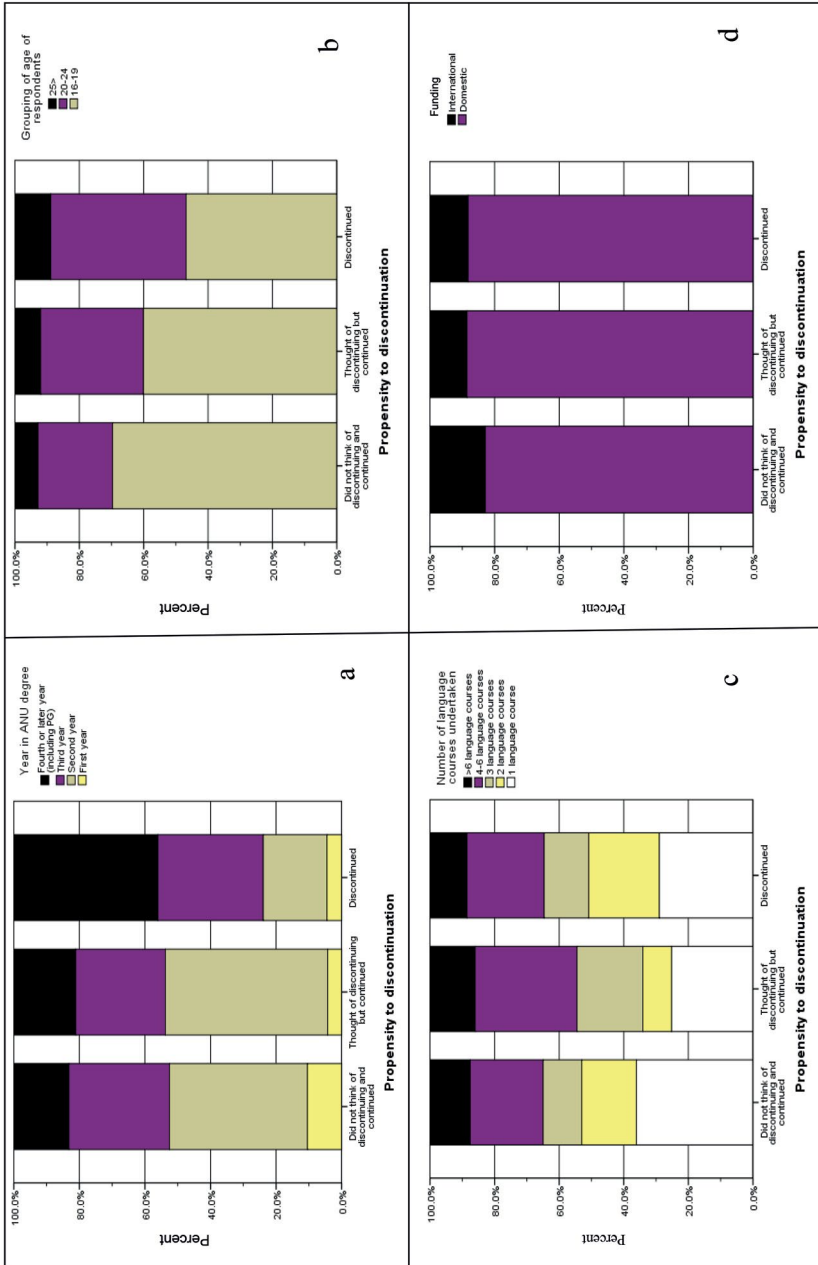 Year in ANU degree
Fourth or later year
(including PG)
Third year
Second year
First year
a
100.0%
80.0%
60.0%
40.0%
20.0%
0.0%
Percent
Did not think of
discontinuing and
continued
Thought of discontinuing
but continued
Discontinued
Propensity to discontinuation
Grouping of age of
respondents
25>
20-24
16-19
b
100.0%
80.0%
60.0%
40.0%
20.0%
0.0%
Percent
Did not think of
discontinuing and
continued
Thought of
discontinuing but
continued
Discontinued
Propensity to discontinuation
Number of language
courses undertaken
>6 language courses
4-6 language courses
3 language courses
2 language courses
1 language course
c
100.0%
80.0%
60.0%
40.0%
20.0%
0.0%
Percent
Did not think of
discontinuing and
continued
Thought of
discontinuing but
continued
Discontinued
Propensity to discontinuation
Funding
International
Domestic
d
100.0%
80.0%
60.0%
40.0%
20.0%
0.0%
Percent
Did not think of
discontinuing and
continued
Thought of
discontinuing but
continued
Discontinued
Propensity to discontinuation